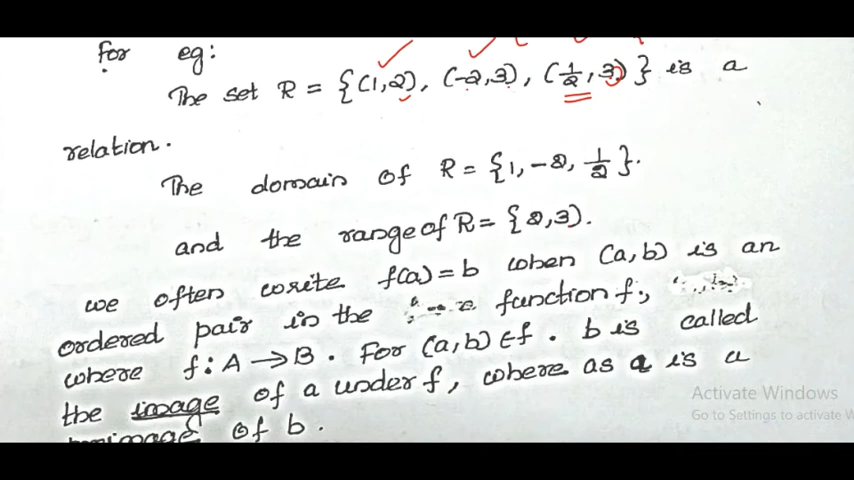 For eg:
The set R = {(1,2), (-2,3), (1/2,3)} is a
relation.
The domain of R = {1, -2, 1/2}.
and the range of R = {2,3}.
we often write f(a) = b when (a,b) is an
ordered pair in the function f;
where f: A → B. For (a,b) ∈ f. b is called
the image of a under f, where as a is a
of b.
Activate Windows
Go to Settings to activate W